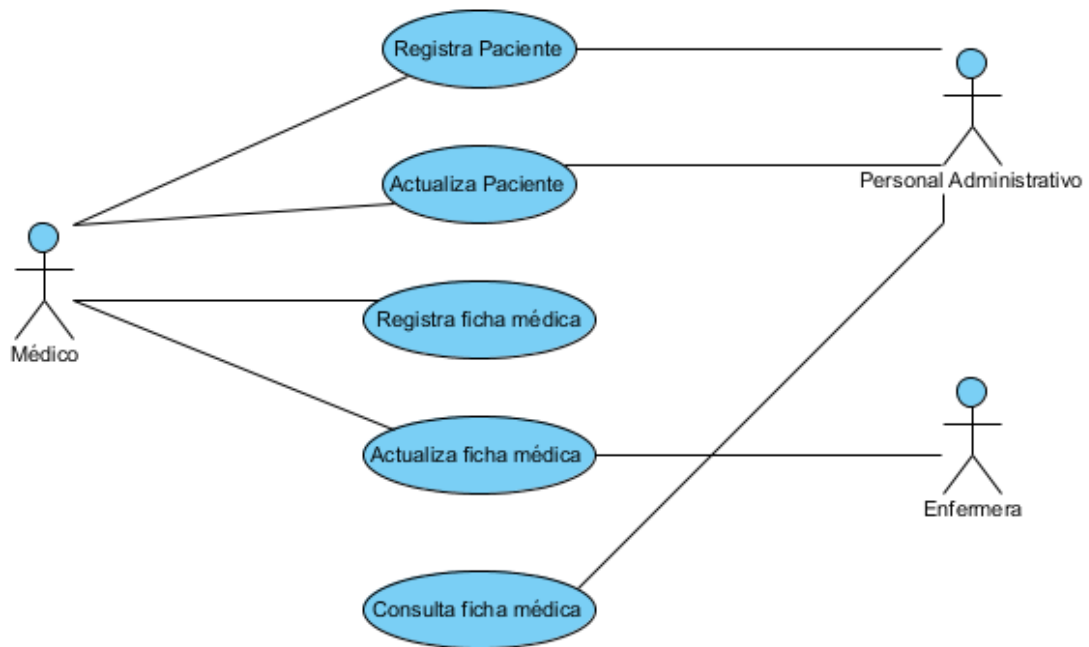 Registra Paciente
Actualiza Paciente
Personal Administrativo
Registra ficha médica
Médico
Actualiza ficha médica
Enfermera
Consulta ficha médica